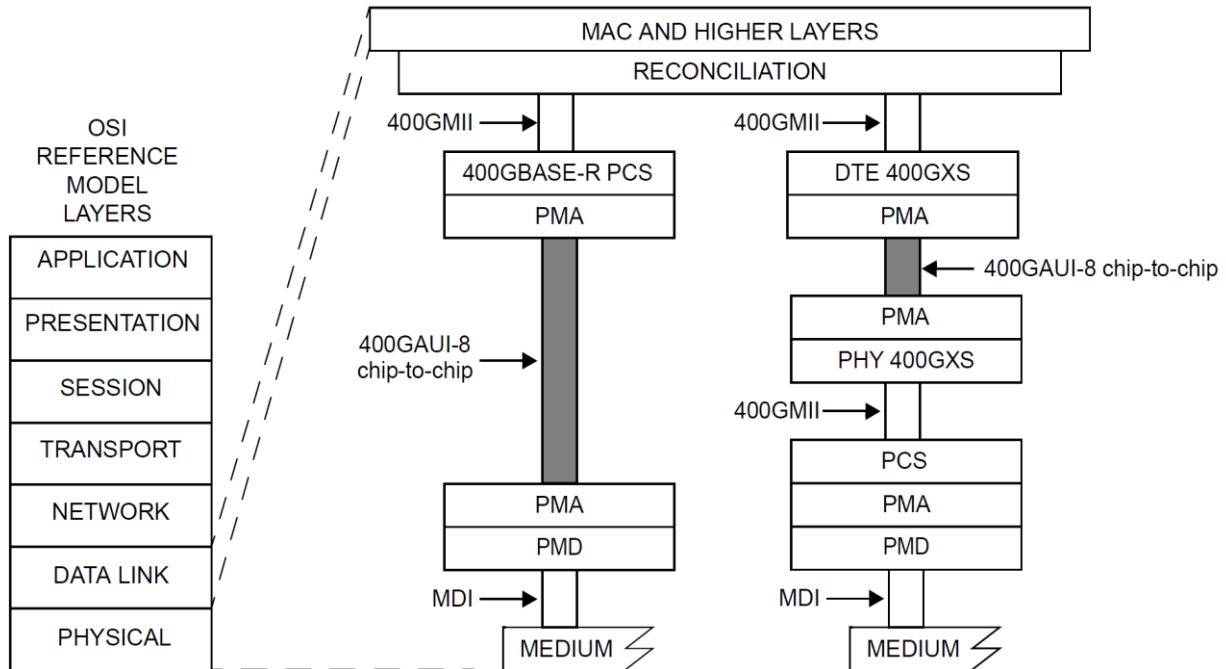 MAC AND HIGHER LAYERS
RECONCILIATION
OSI
REFERENCE
MODEL
LAYERS
APPLICATION
PRESENTATION
SESSION
TRANSPORT
NETWORK
DATA LINK
PHYSICAL
400GMII
400GBASE-R PCS
PMA
400GAUI-8
chip-to-chip
PMA
PMD
MDI
MEDIUM
400GMII
DTE 400GXS
PMA
400GAUI-8 chip-to-chip
PMA
PHY 400GXS
400GMII
PCS
PMA
PMD
MDI
MEDIUM